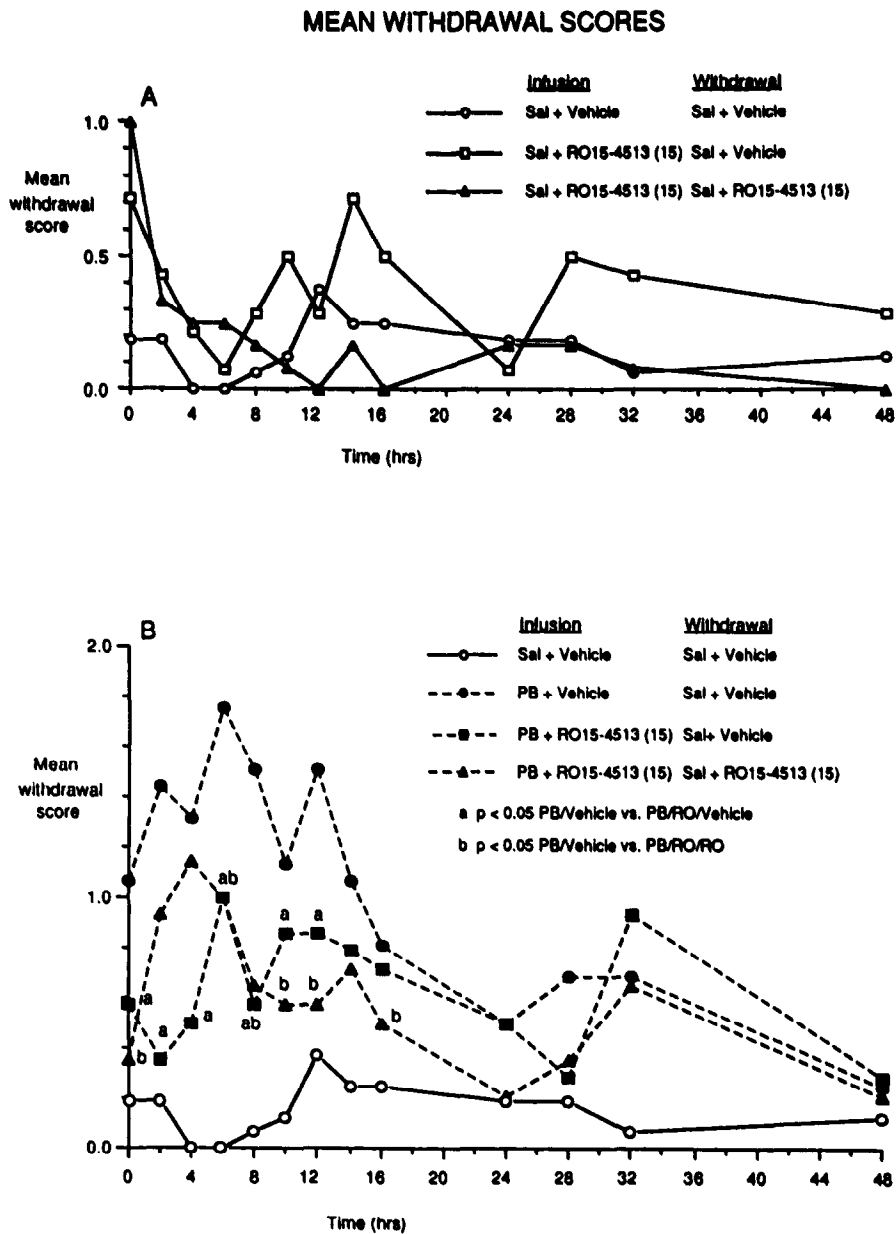 MEAN WITHDRAWAL SCORES
A
Infusion Withdrawal
Sal + Vehicle Sal + Vehicle
Sal + RO15-4513 (15) Sal + Vehicle
Sal + RO15-4513 (15) Sal + RO15-4513 (15)
Mean
withdrawal
score
1.0
0.5
0.0
0 4 8 12 16 20 24 28 32 36 40 44 48
Time (hrs)
B
Infusion Withdrawal
Sal + Vehicle Sal + Vehicle
PB + Vehicle Sal + Vehicle
PB + RO15-4513 (15) Sal+ Vehicle
PB + RO15-4513 (15) Sal + RO15-4513 (15)
a p < 0.05 PB/Vehicle vs. PB/RO/Vehicle
b p < 0.05 PB/Vehicle vs. PB/RO/RO
Mean
withdrawal
score
2.0
1.0
0.0
ab
a a
a
a
a
b b
ab
b
b
0 4 8 12 16 20 24 28 32 36 40 44 48
Time (hrs)